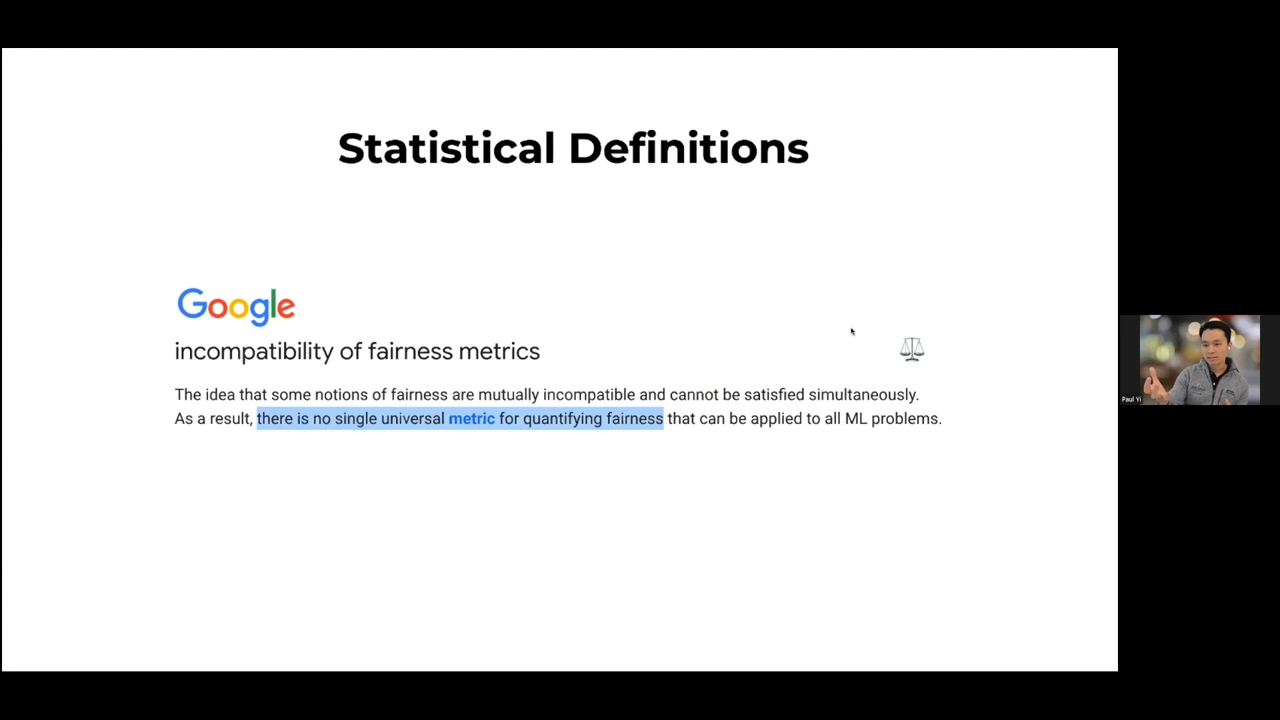 Statistical Definitions
Google
incompatibility of fairness metrics
The idea that some notions of fairness are mutually incompatible and cannot be satisfied simultaneously.
As a result, there is no single universal metric for quantifying fairness that can be applied to all ML problems.
Paul Yi